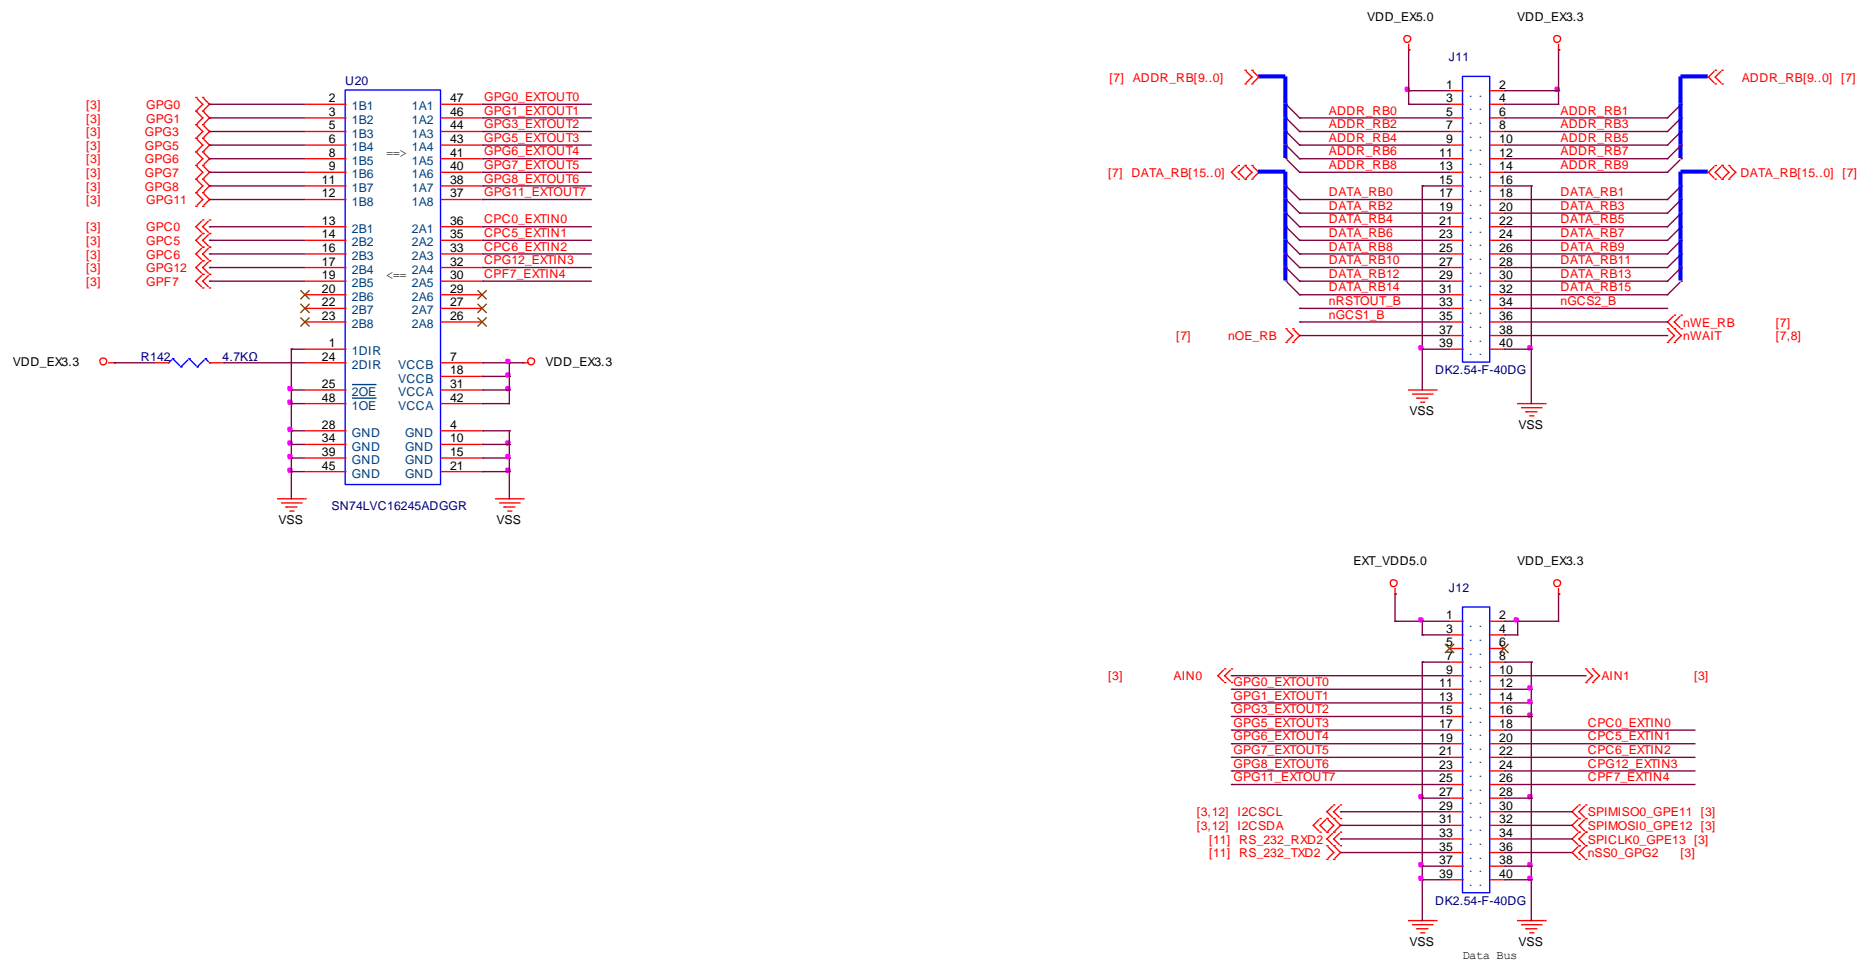 U20
[3] GPG0 2 1B1 1A1 47 GPG0_EXTOUT0
[3] GPG1 3 1B2 1A2 46 GPG1_EXTOUT1
[3] GPG3 5 1B3 1A3 44 GPG3_EXTOUT2
[3] GPG5 6 1B4 1A4 43 GPG5_EXTOUT3
==>
[3] GPG6 8 1B5 1A5 41 GPG6_EXTOUT4
[3] GPG7 9 1B6 1A6 40 GPG7_EXTOUT5
[3] GPG8 11 1B7 1A7 38 GPG8_EXTOUT6
[3] GPG11 12 1B8 1A8 37 GPG11_EXTOUT7
[3] GPC0 13 2B1 2A1 36 CPC0_EXTIN0
[3] GPC5 14 2B2 2A2 35 CPC5_EXTIN1
[3] GPC6 16 2B3 2A3 33 CPC6_EXTIN2
[3] GPG12 17 2B4 2A4 32 CPG12_EXTIN3
<==
[3] GPF7 19 2B5 2A5 30 CPF7_EXTIN4
20 2B6 2A6 29
22 2B7 2A7 27
23 2B8 2A8 26
1 1DIR
VDD_EX3.3 R142 4.7KΩ 24 2DIR VCCB 7 VDD_EX3.3
VCCB 18
25 2OE VCCA 31
48 1OE VCCA 42
28 GND GND 4
34 GND GND 10
39 GND GND 15
45 GND GND 21
SN74LVC16245ADGGR
VSS VSS
VDD_EX5.0 VDD_EX3.3
J11
[7] ADDR_RB[9..0] ADDR_RB[9..0] [7]
1 2
3 4
ADDR_RB0 5 6 ADDR_RB1
ADDR_RB2 7 8 ADDR_RB3
ADDR_RB4 9 10 ADDR_RB5
ADDR_RB6 11 12 ADDR_RB7
ADDR_RB8 13 14 ADDR_RB9
[7] DATA_RB[15..0] DATA_RB[15..0] [7]
15 16
DATA_RB0 17 18 DATA_RB1
DATA_RB2 19 20 DATA_RB3
DATA_RB4 21 22 DATA_RB5
DATA_RB6 23 24 DATA_RB7
DATA_RB8 25 26 DATA_RB9
DATA_RB10 27 28 DATA_RB11
DATA_RB12 29 30 DATA_RB13
DATA_RB14 31 32 DATA_RB15
nRSTOUT_B 33 34 nGCS2_B
nGCS1_B 35 36 nWE_RB [7]
[7] nOE_RB 37 38 nWAIT [7,8]
39 40
DK2.54-F-40DG
VSS VSS
EXT_VDD5.0 VDD_EX3.3
J12
1 2
3 4
5 6
7 8
[3] AIN0 9 10 AIN1 [3]
GPG0_EXTOUT0 11 12
GPG1_EXTOUT1 13 14
GPG3_EXTOUT2 15 16
GPG5_EXTOUT3 17 18 CPC0_EXTIN0
GPG6_EXTOUT4 19 20 CPC5_EXTIN1
GPG7_EXTOUT5 21 22 CPC6_EXTIN2
GPG8_EXTOUT6 23 24 CPG12_EXTIN3
GPG11_EXTOUT7 25 26 CPF7_EXTIN4
27 28
[3,12] I2CSCL 29 30 SPIMISO0_GPE11 [3]
[3,12] I2CSDA 31 32 SPIMOSI0_GPE12 [3]
[11] RS_232_RXD2 33 34 SPICLK0_GPE13 [3]
[11] RS_232_TXD2 35 36 nSS0_GPG2 [3]
37 38
39 40
DK2.54-F-40DG
VSS VSS
Data Bus